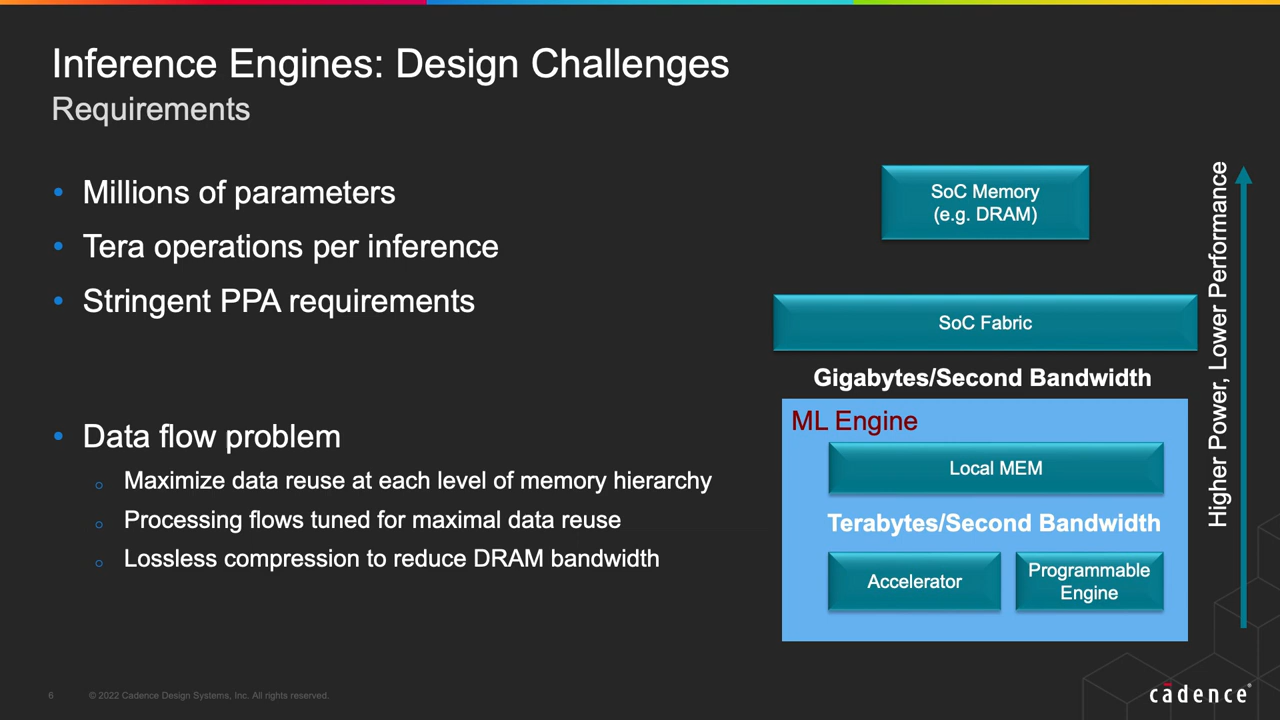 Inference Engines: Design Challenges
Requirements
• Millions of parameters
• Tera operations per inference
• Stringent PPA requirements
• Data flow problem
o Maximize data reuse at each level of memory hierarchy
o Processing flows tuned for maximal data reuse
o Lossless compression to reduce DRAM bandwidth
SoC Memory
(e.g. DRAM)
SoC Fabric
Gigabytes/Second Bandwidth
ML Engine
Local MEM
Terabytes/Second Bandwidth
Accelerator
Programmable
Engine
Higher Power, Lower Performance
6
© 2022 Cadence Design Systems, Inc. All rights reserved.
cādence®